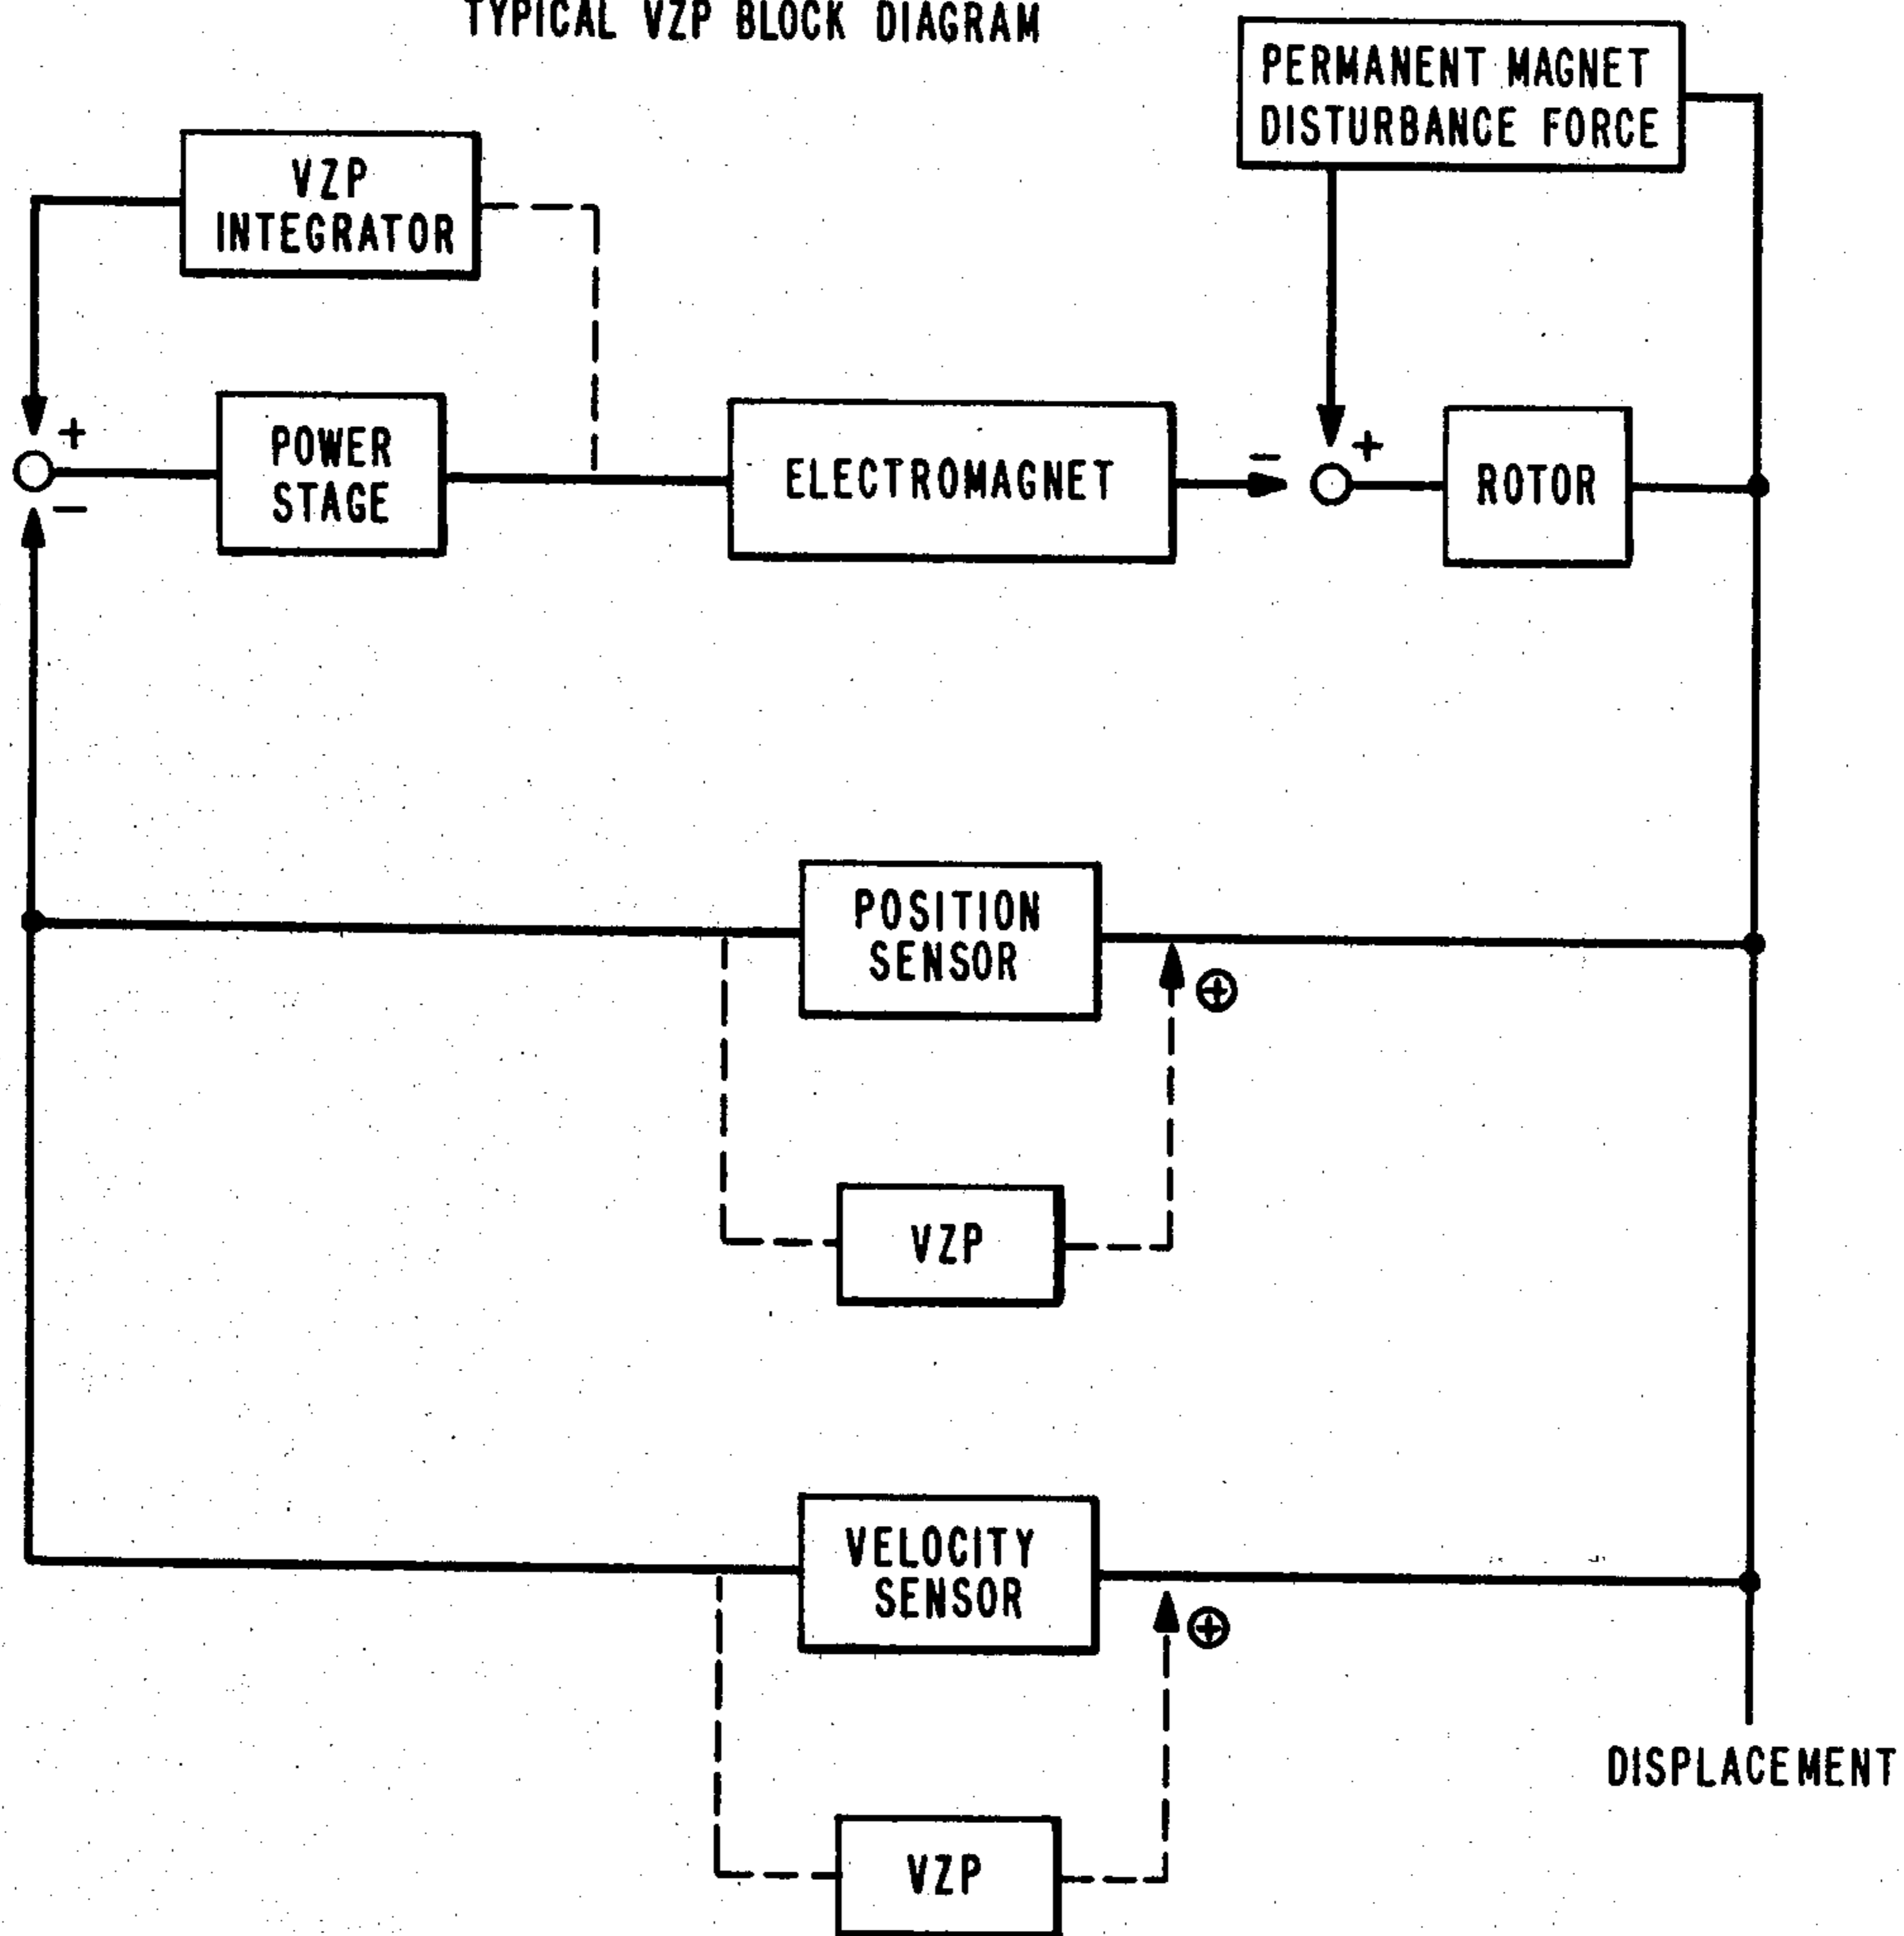 TYPICAL VZP BLOCK DIAGRAM
PERMANENT MAGNET
DISTURBANCE FORCE
VZP
INTEGRATOR
+
POWER
STAGE
−
ELECTROMAGNET
−
+
ROTOR
POSITION
SENSOR
⊕
VZP
VELOCITY
SENSOR
⊕
DISPLACEMENT
VZP